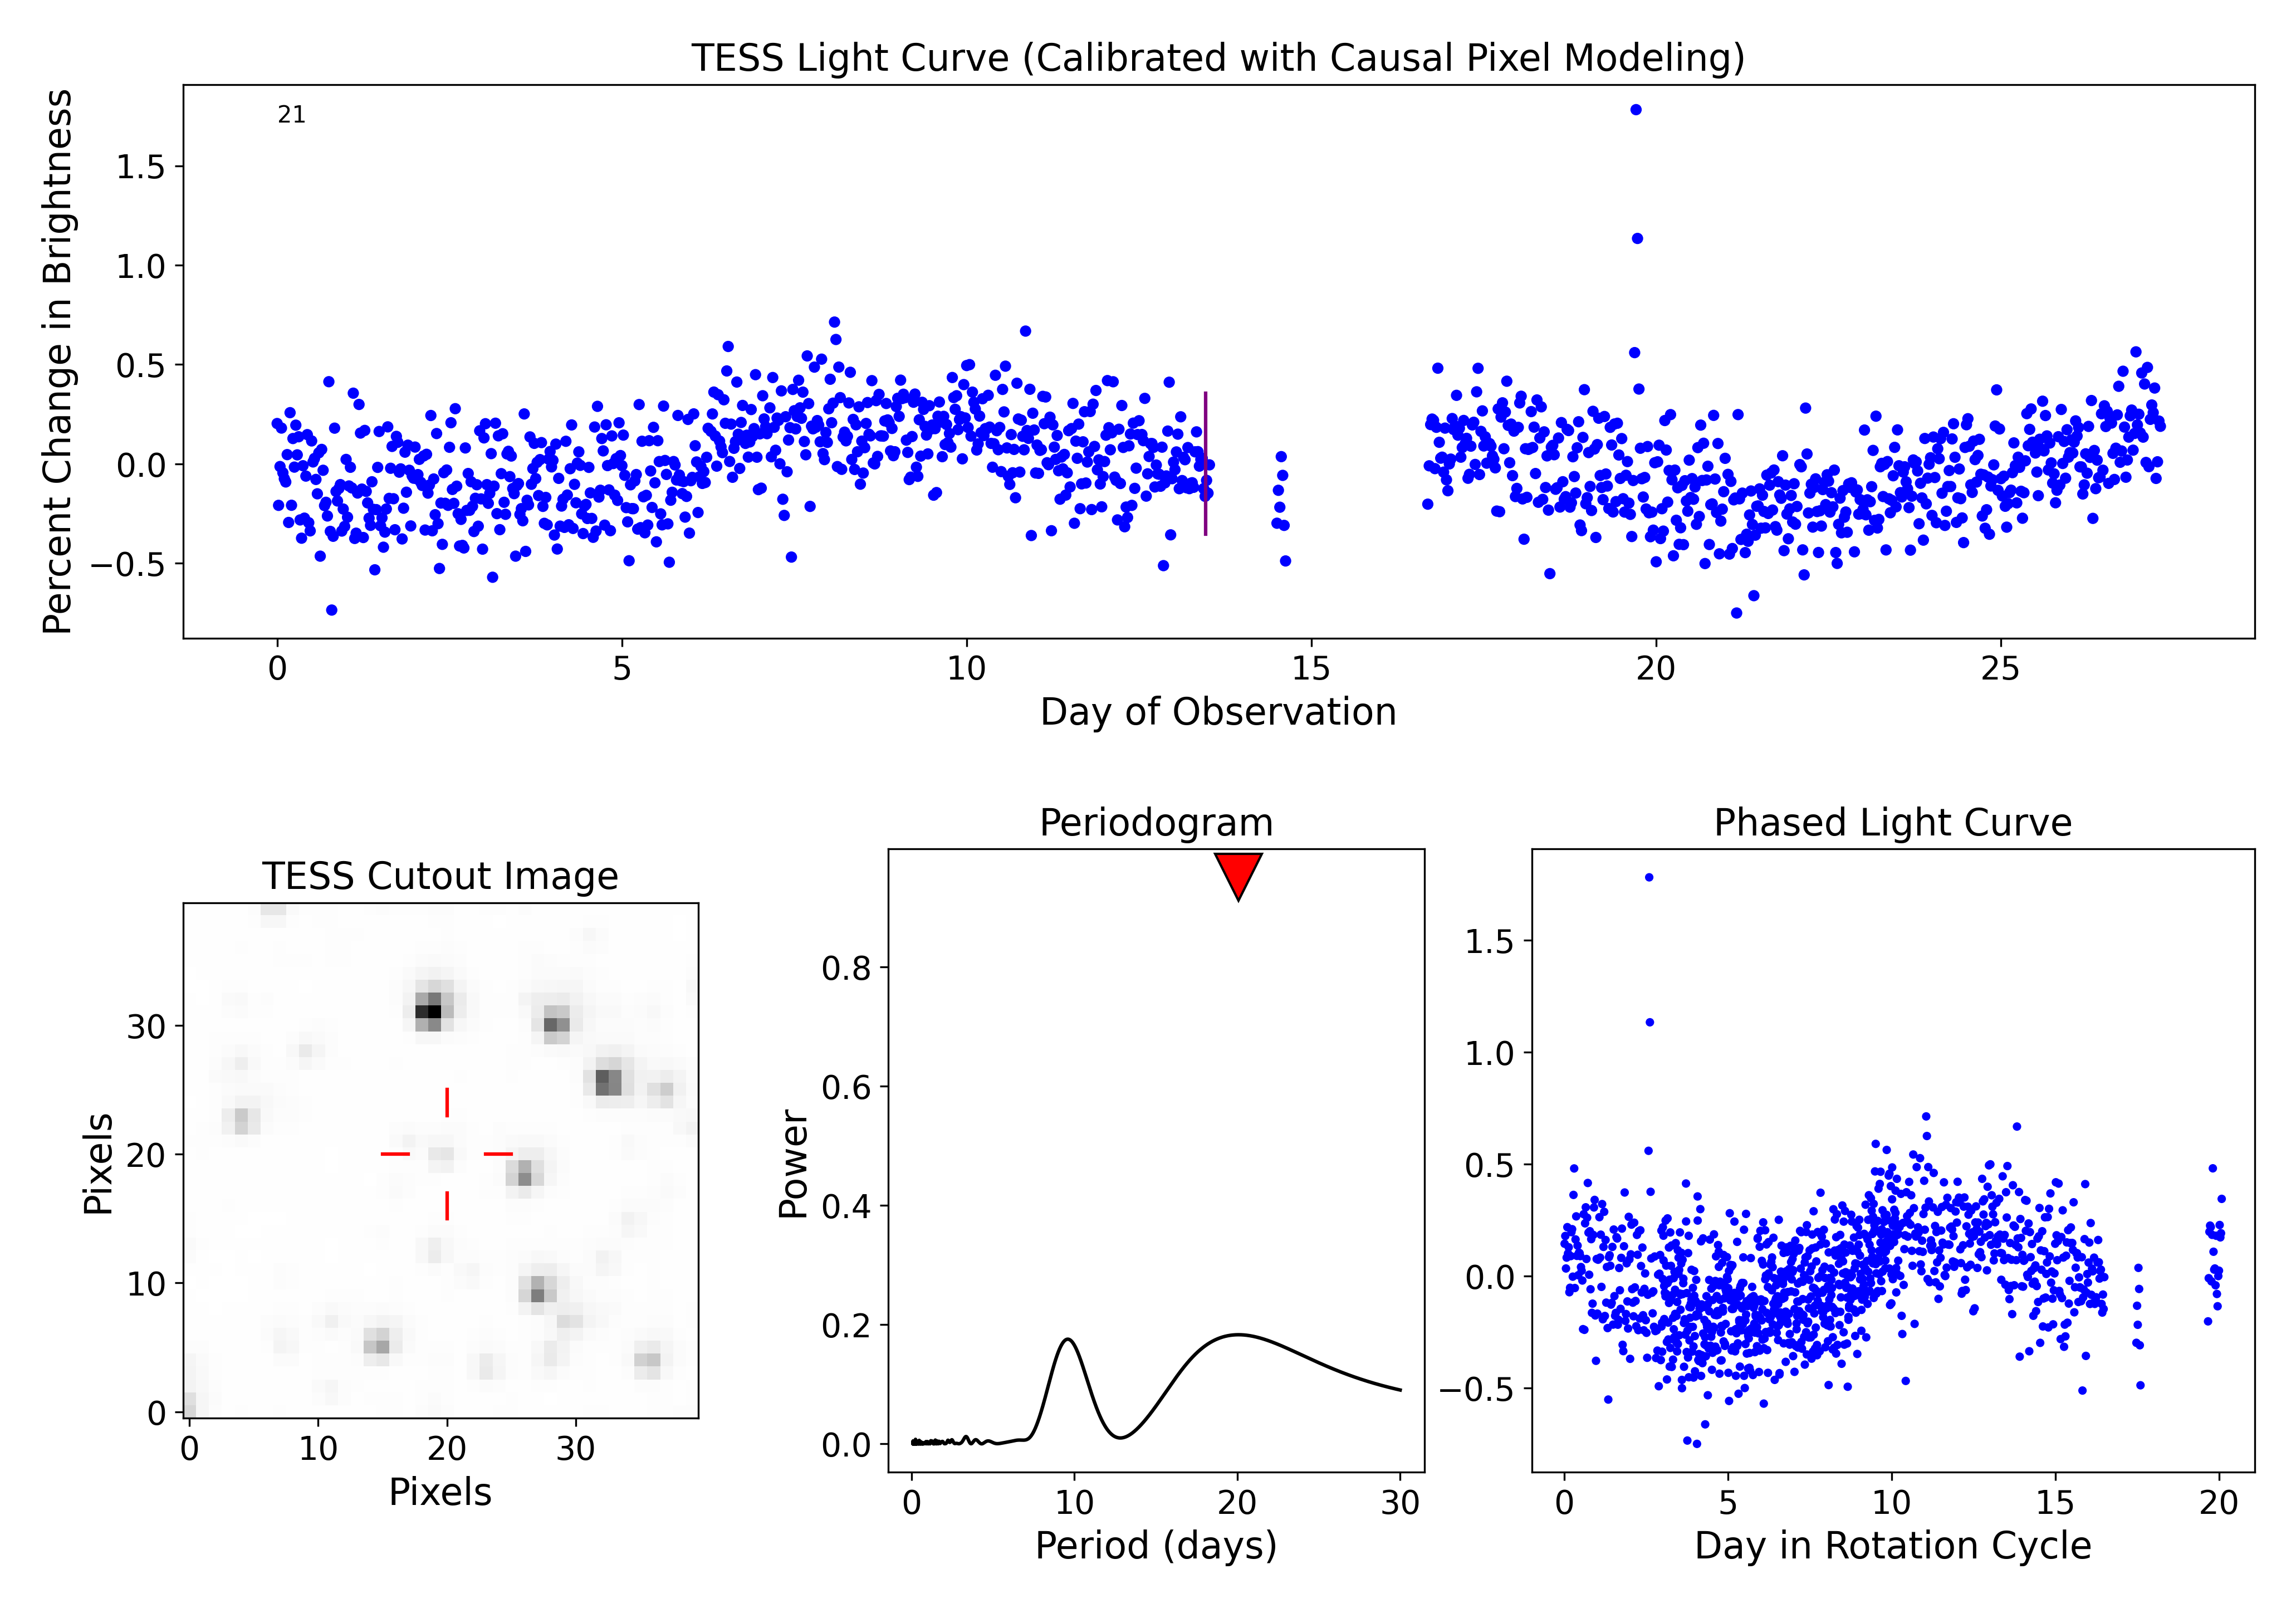 TESS Light Curve (Calibrated with Causal Pixel Modeling)
Percent Change in Brightness
21
1.5
1.0
0.5
0.0
−0.5
0 5 10 15 20 25
Day of Observation
TESS Cutout Image
Pixels
30
20
10
0
0 10 20 30
Pixels
Periodogram
Power
0.8
0.6
0.4
0.2
0.0
0 10 20 30
Period (days)
Phased Light Curve
1.5
1.0
0.5
0.0
−0.5
0 5 10 15 20
Day in Rotation Cycle